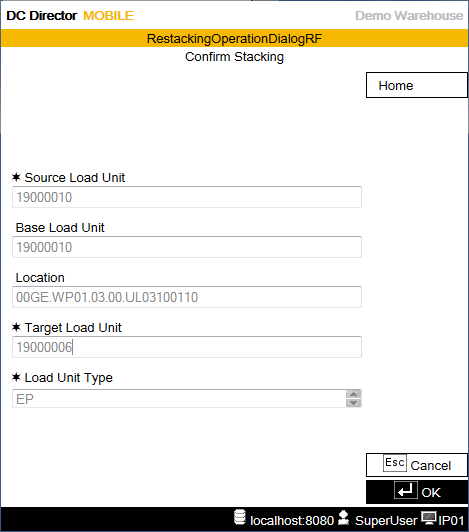 DC Director MOBILE
Demo Warehouse
RestackingOperationDialogRF
Confirm Stacking
Home
✶ Source Load Unit
19000010
Base Load Unit
19000010
Location
00GE.WP01.03.00.UL03100110
✶ Target Load Unit
19000006
✶ Load Unit Type
EP
Esc Cancel
OK
localhost:8080 SuperUser IP01